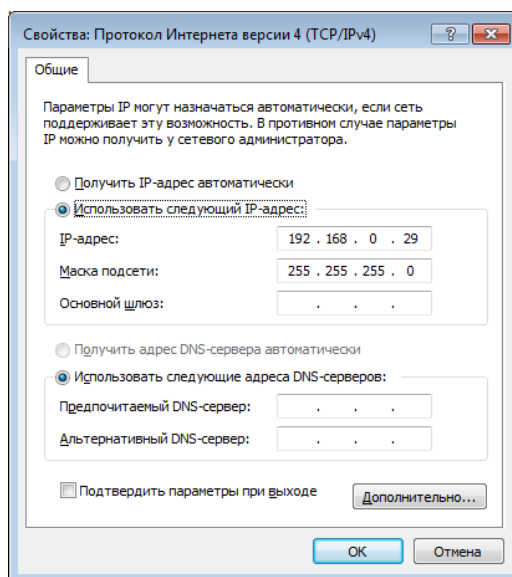 Свойства: Протокол Интернета версии 4 (TCP/IPv4)
Общие
Параметры IP могут назначаться автоматически, если сеть
поддерживает эту возможность. В противном случае параметры
IP можно получить у сетевого администратора.
Получить IP-адрес автоматически
Использовать следующий IP-адрес:
IP-адрес: 192 . 168 . 0 . 29
Маска подсети: 255 . 255 . 255 . 0
Основной шлюз: . . .
Получить адрес DNS-сервера автоматически
Использовать следующие адреса DNS-серверов:
Предпочитаемый DNS-сервер: . . .
Альтернативный DNS-сервер: . . .
Подтвердить параметры при выходе
Дополнительно...
ОК
Отмена